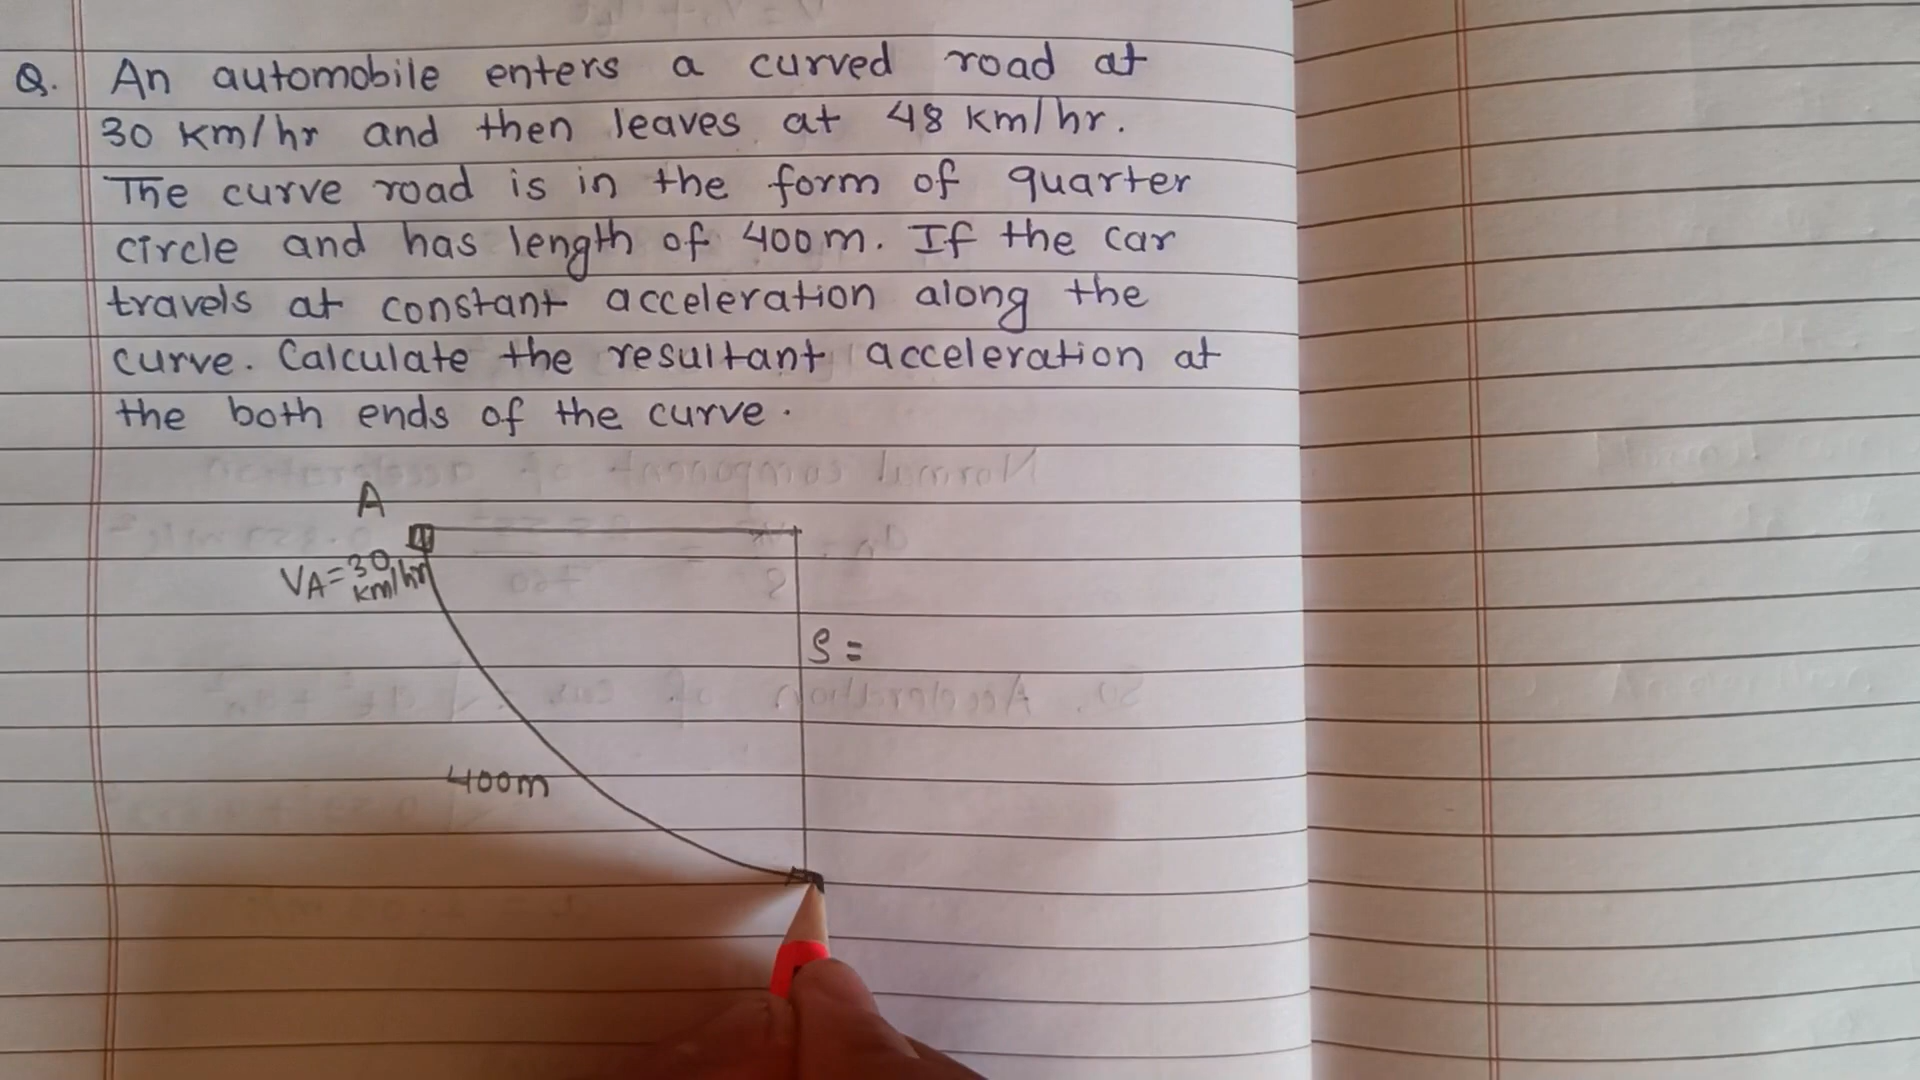 Q. An automobile enters a curved road at
30 km/hr and then leaves at 48 km/hr.
The curve road is in the form of quarter
circle and has length of 400m. If the car
travels at constant acceleration along the
curve. Calculate the resultant acceleration at
the both ends of the curve.
A
VA = 30
km/hr
S =
400m